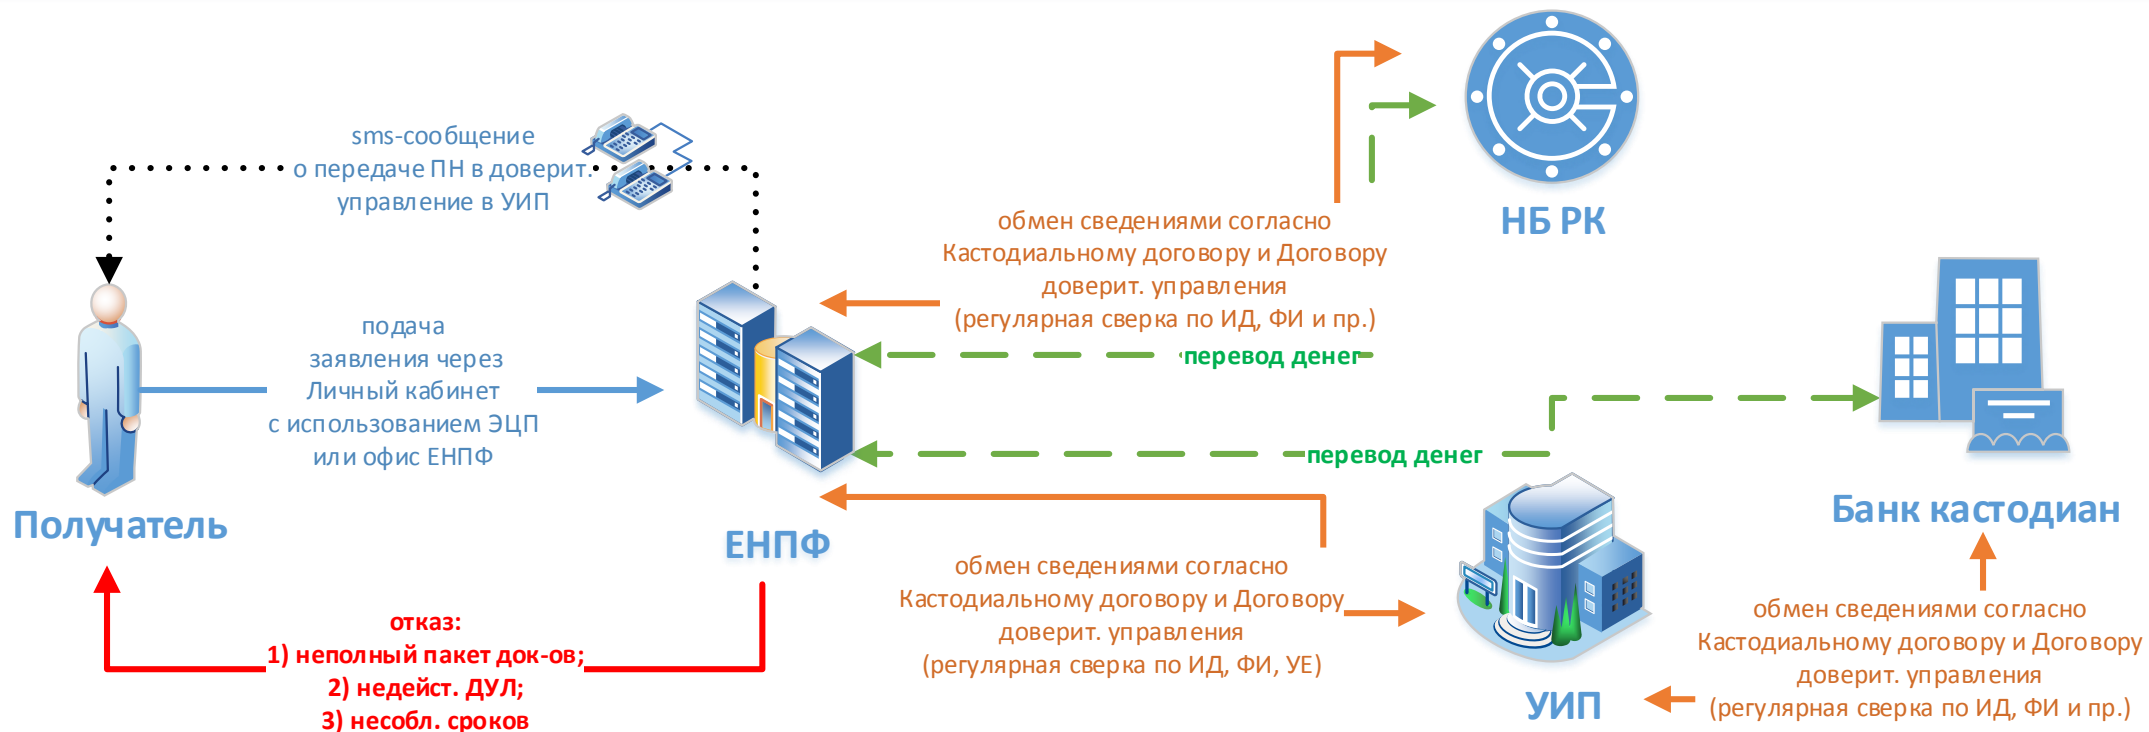 sms-сообщение
о передаче ПН в доверит.
управление в УИП
НБ РК
обмен сведениями согласно
Кастодиальному договору и Договору
доверит. управления
(регулярная сверка по ИД, ФИ и пр.)
перевод денег
подача
заявления через
Личный кабинет
с использованием ЭЦП
или офис ЕНПФ
перевод денег
Получатель
ЕНПФ
Банк кастодиан
обмен сведениями согласно
Кастодиальному договору и Договору
доверит. управления
(регулярная сверка по ИД, ФИ, УЕ)
отказ:
1) неполный пакет док-ов;
2) недейст. ДУЛ;
3) несобл. сроков
УИП
обмен сведениями согласно
Кастодиальному договору и Договору
доверит. управления
(регулярная сверка по ИД, ФИ и пр.)